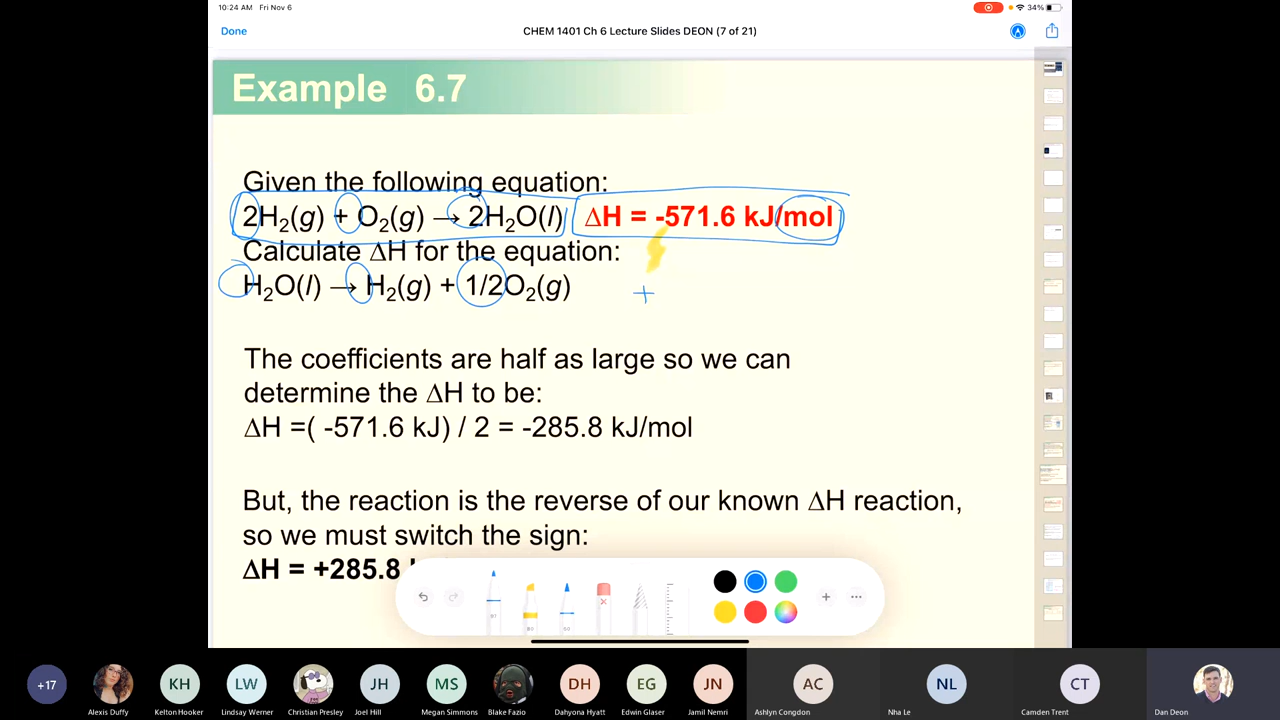 10:24 AM Fri Nov 6
34%
Done
CHEM 1401 Ch 6 Lecture Slides DEON (7 of 21)
Example 6.7
Given the following equation:
2H₂(g) + O₂(g) → 2H₂O(l) ΔH = -571.6 kJ/mol
Calculate ΔH for the equation:
H₂O(l) → H₂(g) + 1/2O₂(g)
+
The coefficients are half as large so we can
determine the ΔH to be:
ΔH =( -571.6 kJ) / 2 = -285.8 kJ/mol
But, the reaction is the reverse of our known ΔH reaction,
so we must switch the sign:
ΔH = +285.8
+17
KH
LW
JH
MS
DH
EG
JN
AC
NL
CT
Alexis Duffy
Kelton Hooker
Lindsay Werner
Christian Presley
Joel Hill
Megan Simmons
Blake Fazio
Dahyona Hyatt
Edwin Glaser
Jamil Nemri
Ashlyn Congdon
Nha Le
Camden Trent
Dan Deon